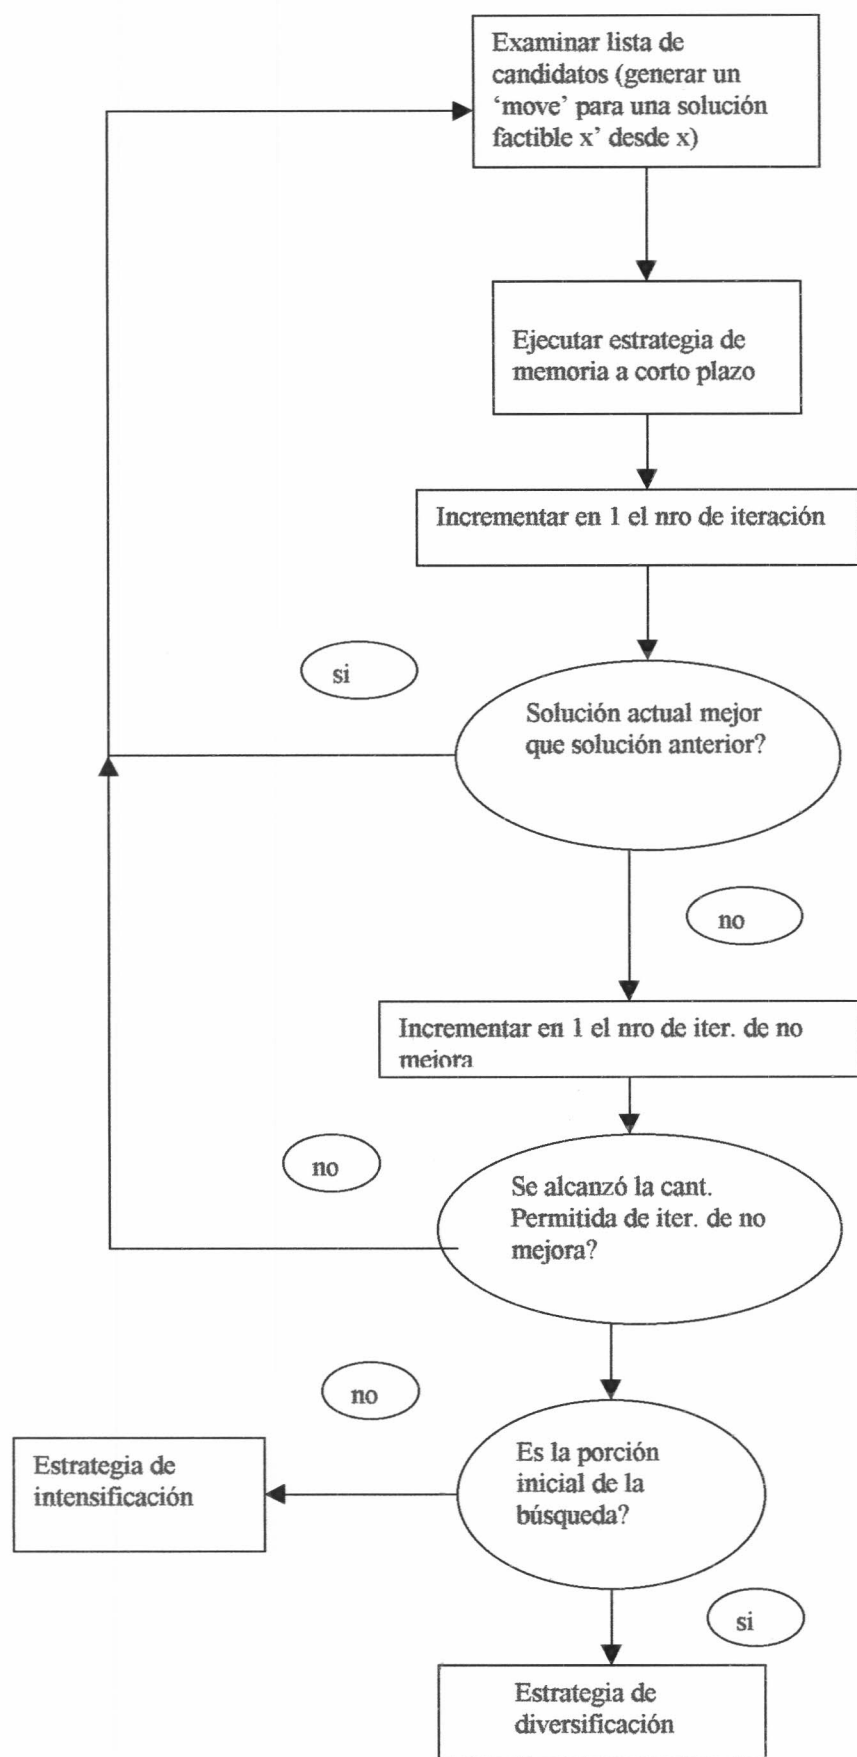 Examinar lista de
candidatos (generar un
‘move’ para una solución
factible x’ desde x)
Ejecutar estrategia de
memoria a corto plazo
Incrementar en 1 el nro de iteración
si
Solución actual mejor
que solución anterior?
no
Incrementar en 1 el nro de iter. de no
mejora
no
Se alcanzó la cant.
Permitida de iter. de no
mejora?
no
Es la porción
inicial de la
búsqueda?
Estrategia de
intensificación
si
Estrategia de
diversificación